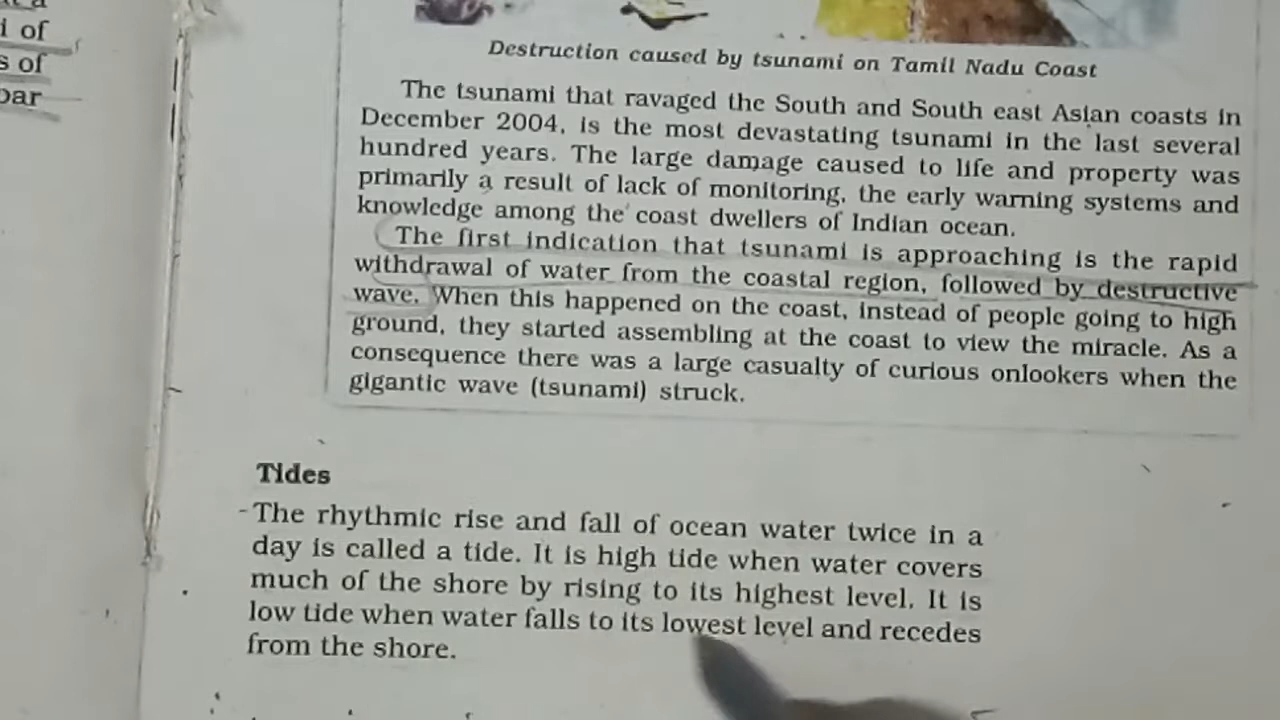 i of
s of
bar
Destruction caused by tsunami on Tamil Nadu Coast
The tsunami that ravaged the South and South east Asian coasts in
December 2004, is the most devastating tsunami in the last several
hundred years. The large damage caused to life and property was
primarily a result of lack of monitoring, the early warning systems and
knowledge among the coast dwellers of Indian ocean.
The first indication that tsunami is approaching is the rapid
withdrawal of water from the coastal region, followed by destructive
wave. When this happened on the coast, instead of people going to high
ground, they started assembling at the coast to view the miracle. As a
consequence there was a large casualty of curious onlookers when the
gigantic wave (tsunami) struck.
Tides
The rhythmic rise and fall of ocean water twice in a
day is called a tide. It is high tide when water covers
much of the shore by rising to its highest level. It is
low tide when water falls to its lowest level and recedes
from the shore.